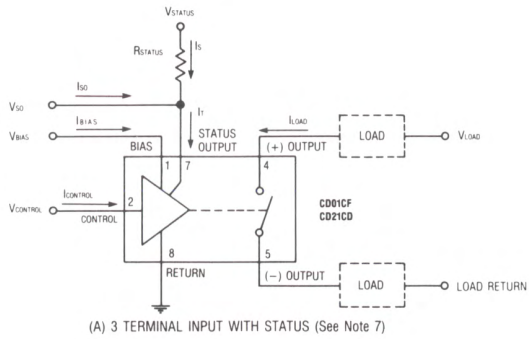 VSTATUS
RSTATUS
IS
ISO
VSO
IT
IBIAS
VBIAS
BIAS
STATUS
OUTPUT
ILOAD
(+) OUTPUT
LOAD
VLOAD
1
7
4
ICONTROL
VCONTROL
2
CONTROL
CD01CF
CD21CD
8
5
RETURN
(−) OUTPUT
LOAD
LOAD RETURN
(A) 3 TERMINAL INPUT WITH STATUS (See Note 7)